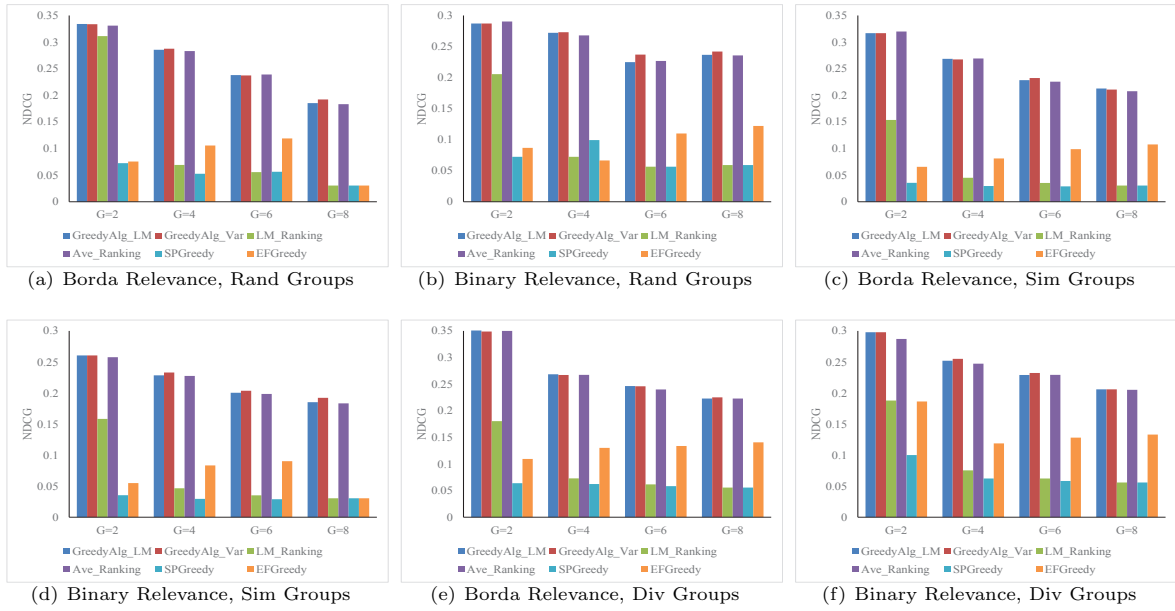 0.35
0.3
0.25
0.2
0.15
0.1
0.05
0
NDCG
G=2 G=4 G=6 G=8
GreedyAlg_LM GreedyAlg_Var LM_Ranking
Ave_Ranking SPGreedy EFGreedy
(a) Borda Relevance, Rand Groups
0.3
0.25
0.2
0.15
0.1
0.05
0
NDCG
G=2 G=4 G=6 G=8
GreedyAlg_LM GreedyAlg_Var LM_Ranking
Ave_Ranking SPGreedy EFGreedy
(b) Binary Relevance, Rand Groups
0.35
0.3
0.25
0.2
0.15
0.1
0.05
0
NDCG
G=2 G=4 G=6 G=8
GreedyAlg_LM GreedyAlg_Var LM_Ranking
Ave_Ranking SPGreedy EFGreedy
(c) Borda Relevance, Sim Groups
0.3
0.25
0.2
0.15
0.1
0.05
0
NDCG
G=2 G=4 G=6 G=8
GreedyAlg_LM GreedyAlg_Var LM_Ranking
Ave_Ranking SPGreedy EFGreedy
(d) Binary Relevance, Sim Groups
0.35
0.3
0.25
0.2
0.15
0.1
0.05
0
NDCG
G=2 G=4 G=6 G=8
GreedyAlg_LM GreedyAlg_Var LM_Ranking
Ave_Ranking SPGreedy EFGreedy
(e) Borda Relevance, Div Groups
0.3
0.25
0.2
0.15
0.1
0.05
0
NDCG
G=2 G=4 G=6 G=8
GreedyAlg_LM GreedyAlg_Var LM_Ranking
Ave_Ranking SPGreedy EFGreedy
(f) Binary Relevance, Div Groups